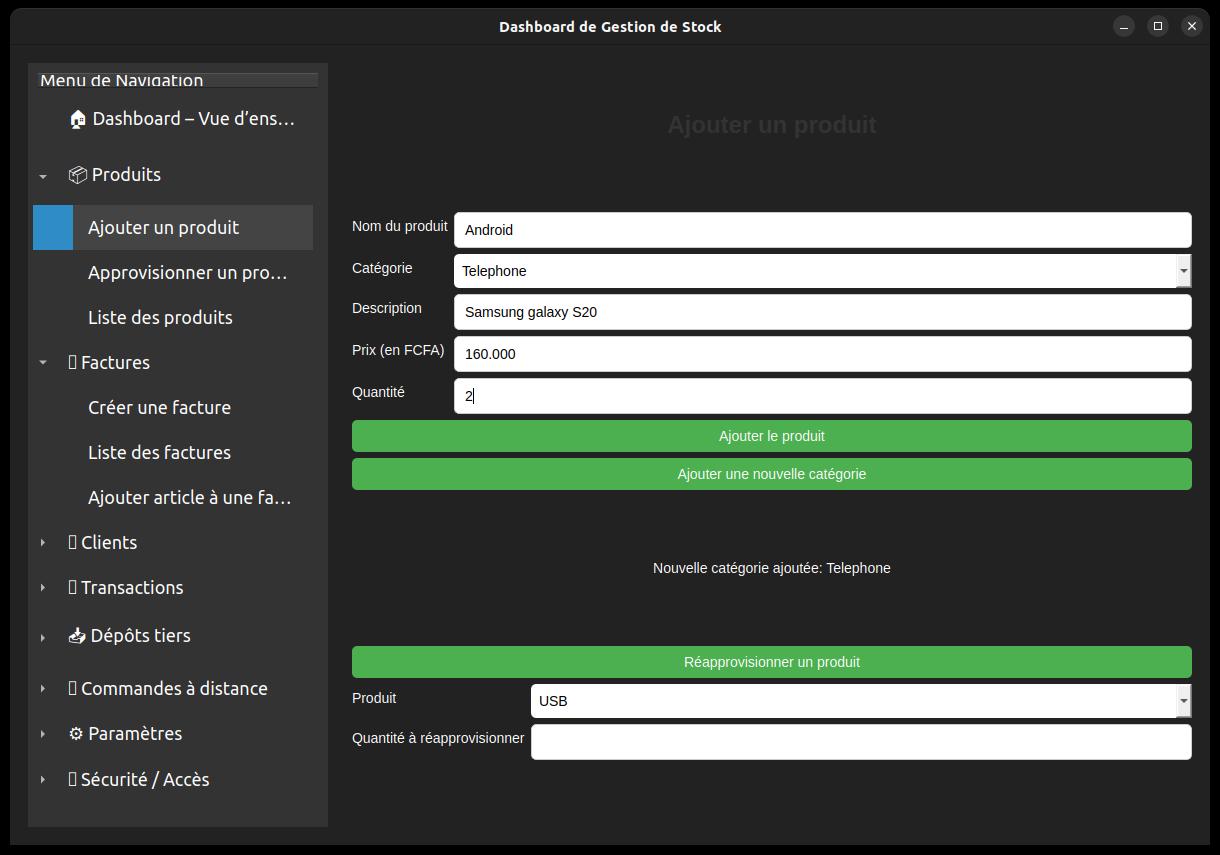 Dashboard de Gestion de Stock
Menu de Navigation
Dashboard – Vue d'ens…
Produits
Ajouter un produit
Approvisionner un pro…
Liste des produits
Factures
Créer une facture
Liste des factures
Ajouter article à une fa…
Clients
Transactions
Dépôts tiers
Commandes à distance
Paramètres
Sécurité / Accès
Ajouter un produit
Nom du produit Android
Catégorie Telephone
Description Samsung galaxy S20
Prix (en FCFA) 160.000
Quantité 2
Ajouter le produit
Ajouter une nouvelle catégorie
Nouvelle catégorie ajoutée: Telephone
Réapprovisionner un produit
Produit USB
Quantité à réapprovisionner